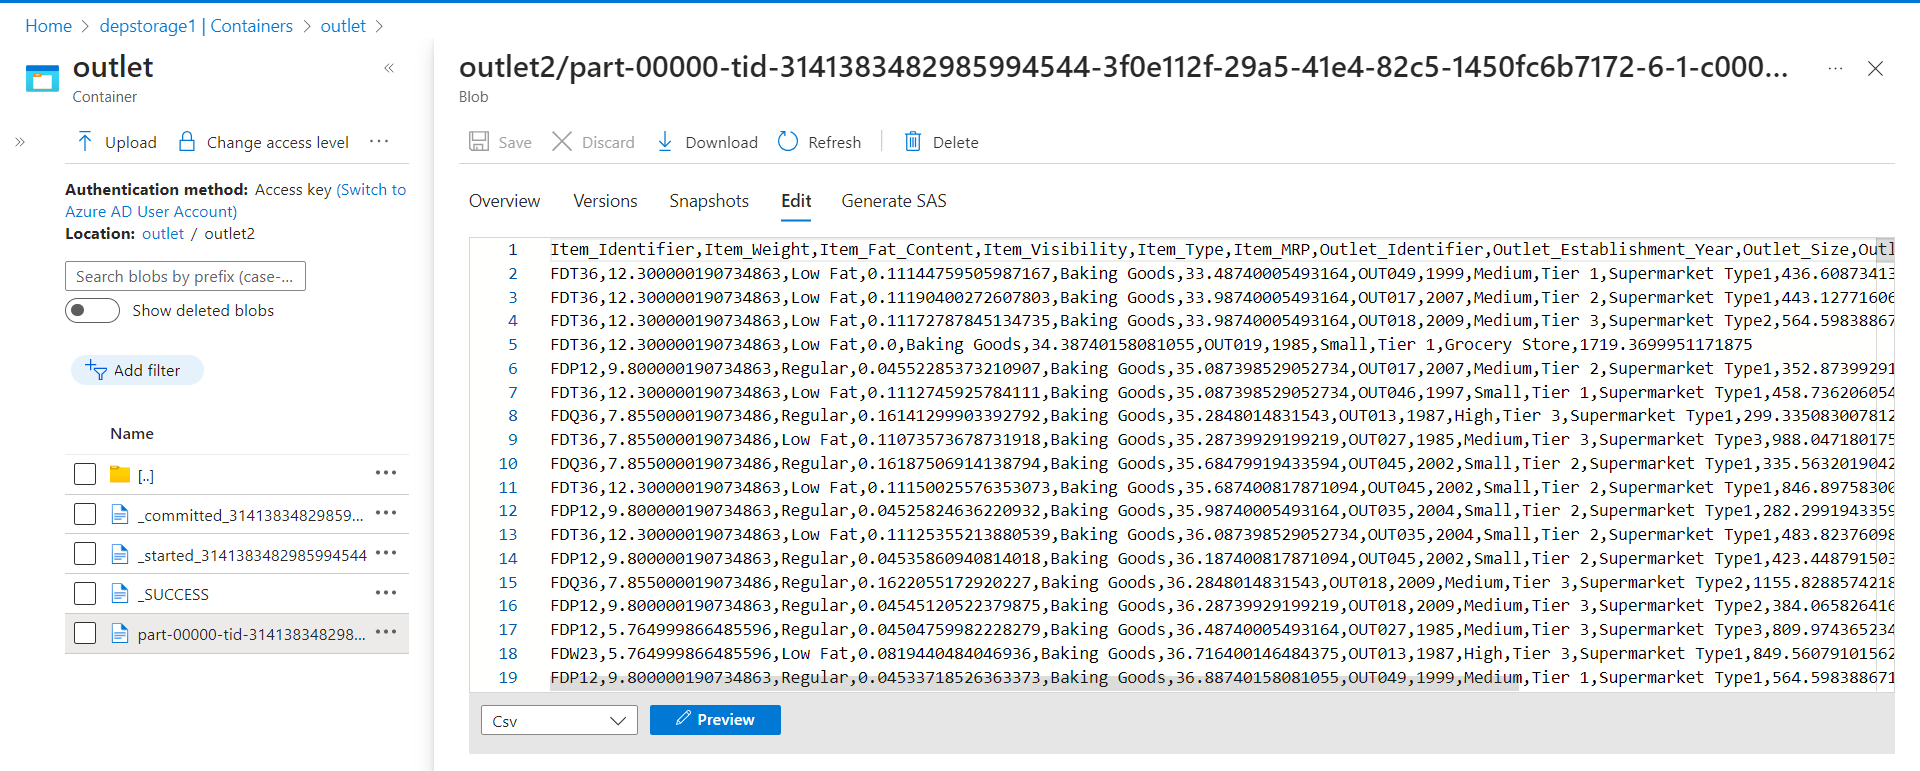 Home > depstorage1 | Containers > outlet >
outlet
Container
«
»
Upload
Change access level
...
Authentication method: Access key (Switch to
Azure AD User Account)
Location: outlet / outlet2
Search blobs by prefix (case-...
Show deleted blobs
Add filter
Name
[..]
_committed_31413834829859...
_started_3141383482985994544
_SUCCESS
part-00000-tid-314138348298...
outlet2/part-00000-tid-3141383482985994544-3f0e112f-29a5-41e4-82c5-1450fc6b7172-6-1-c000...
Blob
Save
Discard
Download
Refresh
Delete
Overview
Versions
Snapshots
Edit
Generate SAS
1 Item_Identifier,Item_Weight,Item_Fat_Content,Item_Visibility,Item_Type,Item_MRP,Outlet_Identifier,Outlet_Establishment_Year,Outlet_Size,Outl
2 FDT36,12.300000190734863,Low Fat,0.11144759505987167,Baking Goods,33.48740005493164,OUT049,1999,Medium,Tier 1,Supermarket Type1,436.60873413
3 FDT36,12.300000190734863,Low Fat,0.11190400272607803,Baking Goods,33.98740005493164,OUT017,2007,Medium,Tier 2,Supermarket Type1,443.12771606
4 FDT36,12.300000190734863,Low Fat,0.11172787845134735,Baking Goods,33.98740005493164,OUT018,2009,Medium,Tier 3,Supermarket Type2,564.59838867
5 FDT36,12.300000190734863,Low Fat,0.0,Baking Goods,34.38740158081055,OUT019,1985,Small,Tier 1,Grocery Store,1719.3699951171875
6 FDP12,9.800000190734863,Regular,0.04552285373210907,Baking Goods,35.087398529052734,OUT017,2007,Medium,Tier 2,Supermarket Type1,352.87399291
7 FDT36,12.300000190734863,Low Fat,0.1112745925784111,Baking Goods,35.087398529052734,OUT046,1997,Small,Tier 1,Supermarket Type1,458.736206054
8 FDQ36,7.855000019073486,Regular,0.16141299903392792,Baking Goods,35.2848014831543,OUT013,1987,High,Tier 3,Supermarket Type1,299.335083007812
9 FDT36,7.855000019073486,Low Fat,0.11073573678731918,Baking Goods,35.28739929199219,OUT027,1985,Medium,Tier 3,Supermarket Type3,988.047180175
10 FDQ36,7.855000019073486,Regular,0.16187506914138794,Baking Goods,35.68479919433594,OUT045,2002,Small,Tier 2,Supermarket Type1,335.5632019042
11 FDT36,12.300000190734863,Low Fat,0.11150025576353073,Baking Goods,35.687400817871094,OUT045,2002,Small,Tier 2,Supermarket Type1,846.89758300
12 FDP12,9.800000190734863,Regular,0.04525824636220932,Baking Goods,35.98740005493164,OUT035,2004,Small,Tier 2,Supermarket Type1,282.2991943359
13 FDT36,12.300000190734863,Low Fat,0.11125355213880539,Baking Goods,36.087398529052734,OUT035,2004,Small,Tier 2,Supermarket Type1,483.82376098
14 FDP12,9.800000190734863,Regular,0.04535860940814018,Baking Goods,36.187400817871094,OUT045,2002,Small,Tier 2,Supermarket Type1,423.448791503
15 FDQ36,7.855000019073486,Regular,0.1622055172920227,Baking Goods,36.2848014831543,OUT018,2009,Medium,Tier 3,Supermarket Type2,1155.8288574218
16 FDP12,9.800000190734863,Regular,0.04545120522379875,Baking Goods,36.28739929199219,OUT018,2009,Medium,Tier 3,Supermarket Type2,384.065826416
17 FDP12,5.764999866485596,Regular,0.04504759982228279,Baking Goods,36.48740005493164,OUT027,1985,Medium,Tier 3,Supermarket Type3,809.974365234
18 FDW23,5.764999866485596,Low Fat,0.0819440484046936,Baking Goods,36.716400146484375,OUT013,1987,High,Tier 3,Supermarket Type1,849.56079101562
19 FDP12,9.800000190734863,Regular,0.04533718526363373,Baking Goods,36.88740158081055,OUT049,1999,Medium,Tier 1,Supermarket Type1,564.598388671
Csv
Preview